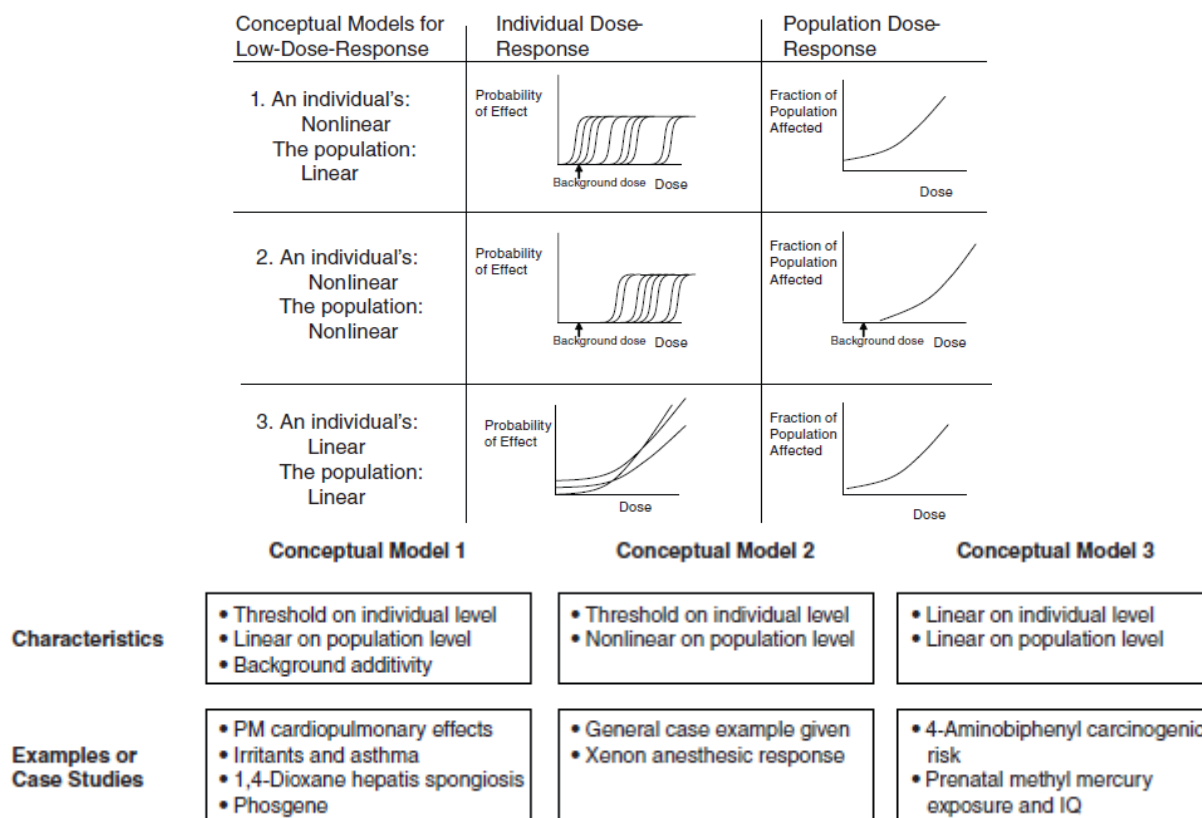 Conceptual Models for
Low-Dose-Response
Individual Dose-
Response
Population Dose-
Response
1. An individual's:
Nonlinear
The population:
Linear
Probability
of Effect
Background dose
Dose
Fraction of
Population
Affected
Dose
2. An individual's:
Nonlinear
The population:
Nonlinear
Probability
of Effect
Background dose
Dose
Fraction of
Population
Affected
Background dose
Dose
3. An individual's:
Linear
The population:
Linear
Probability
of Effect
Dose
Fraction of
Population
Affected
Dose
Conceptual Model 1
Conceptual Model 2
Conceptual Model 3
Characteristics
• Threshold on individual level
• Linear on population level
• Background additivity
• Threshold on individual level
• Nonlinear on population level
• Linear on individual level
• Linear on population level
Examples or
Case Studies
• PM cardiopulmonary effects
• Irritants and asthma
• 1,4-Dioxane hepatis spongiosis
• Phosgene
• General case example given
• Xenon anesthesic response
• 4-Aminobiphenyl carcinogenic
risk
• Prenatal methyl mercury
exposure and IQ